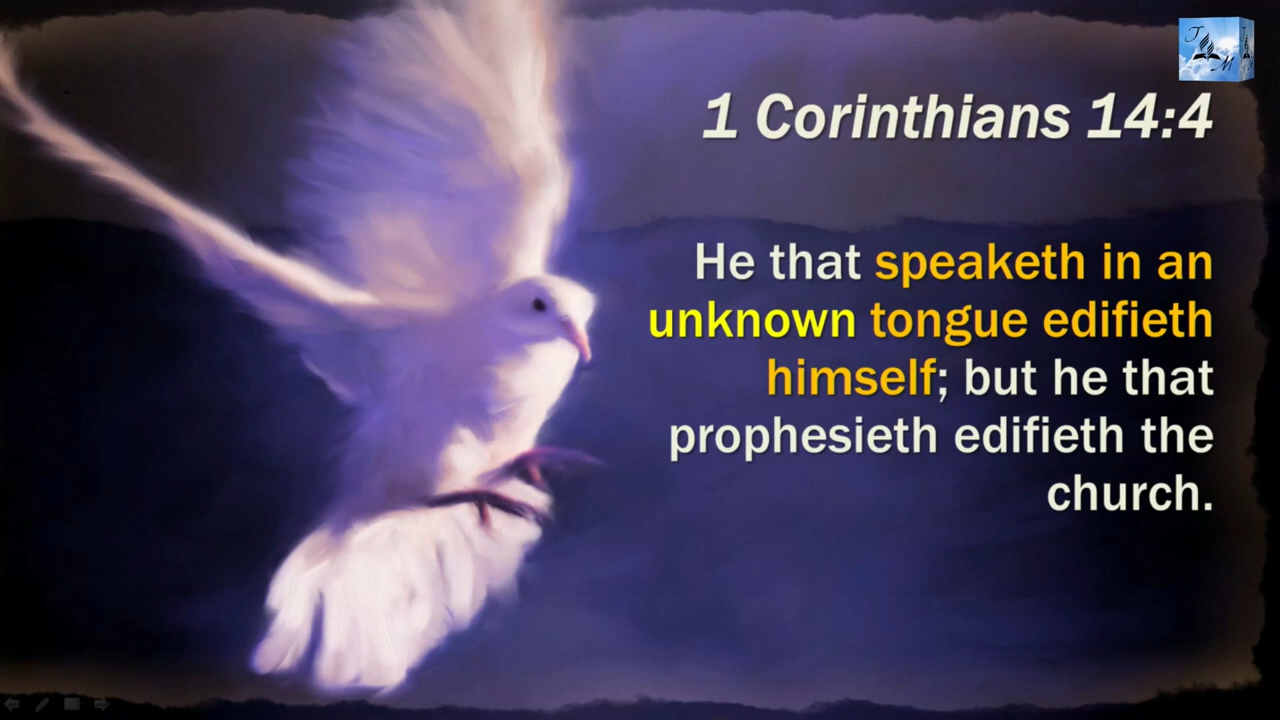 T
M
1 Corinthians 14:4
He that speaketh in an
unknown tongue edifieth
himself; but he that
prophesieth edifieth the
church.